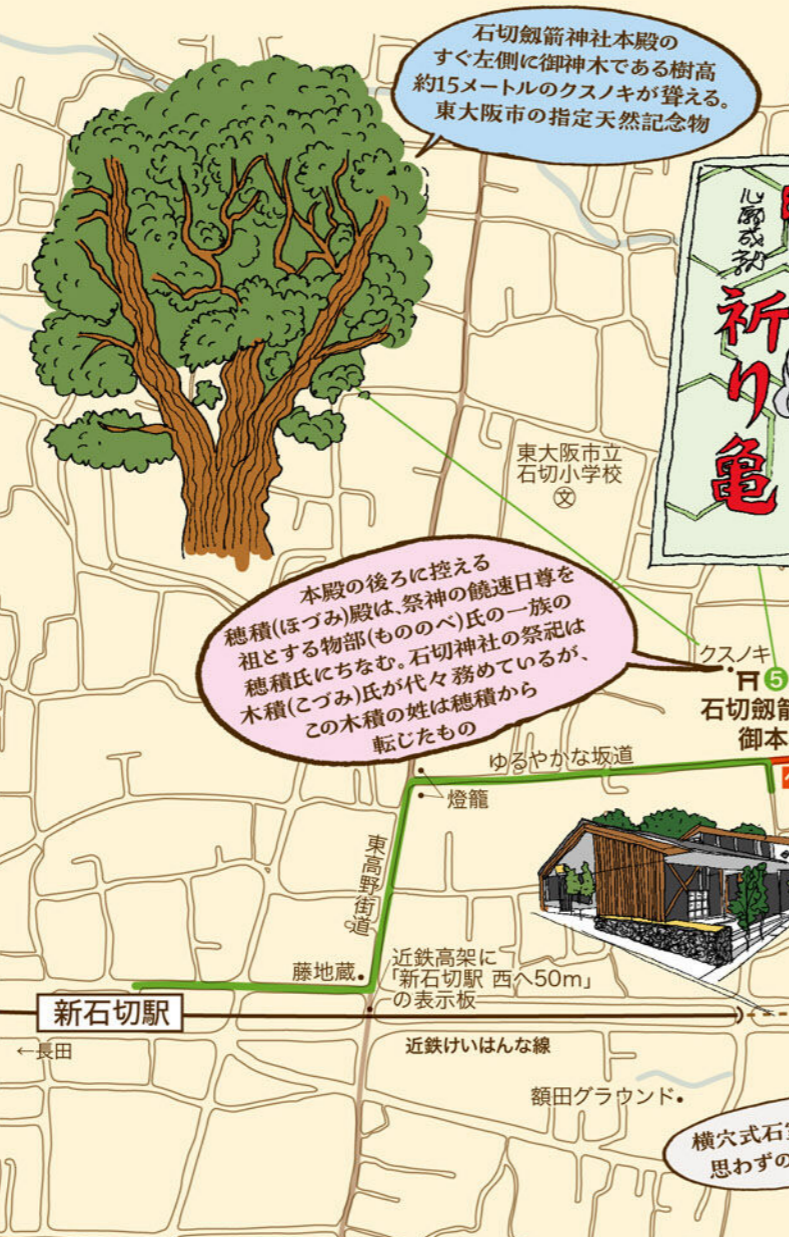 石切劔箭神社本殿の
すぐ左側に御神木である樹高
約15メートルのクスノキが聳える。
東大阪市の指定天然記念物
心願成就
祈り亀
東大阪市立
石切小学校
文
本殿の後ろに控える
穂積(ほづみ)殿は、祭神の饒速日尊を
祖とする物部(もののべ)氏の一族の
穂積氏にちなむ。石切神社の祭祀は
木積(こづみ)氏が代々務めているが、
この木積の姓は穂積から
転じたもの
クスノキ
5
石切劔箭
御本
ゆるやかな坂道
燈籠
東高野街道
藤地蔵
近鉄高架に
「新石切駅 西へ50m」
の表示板
新石切駅
←長田
近鉄けいはんな線
額田グラウンド
横穴式石室
思わずの